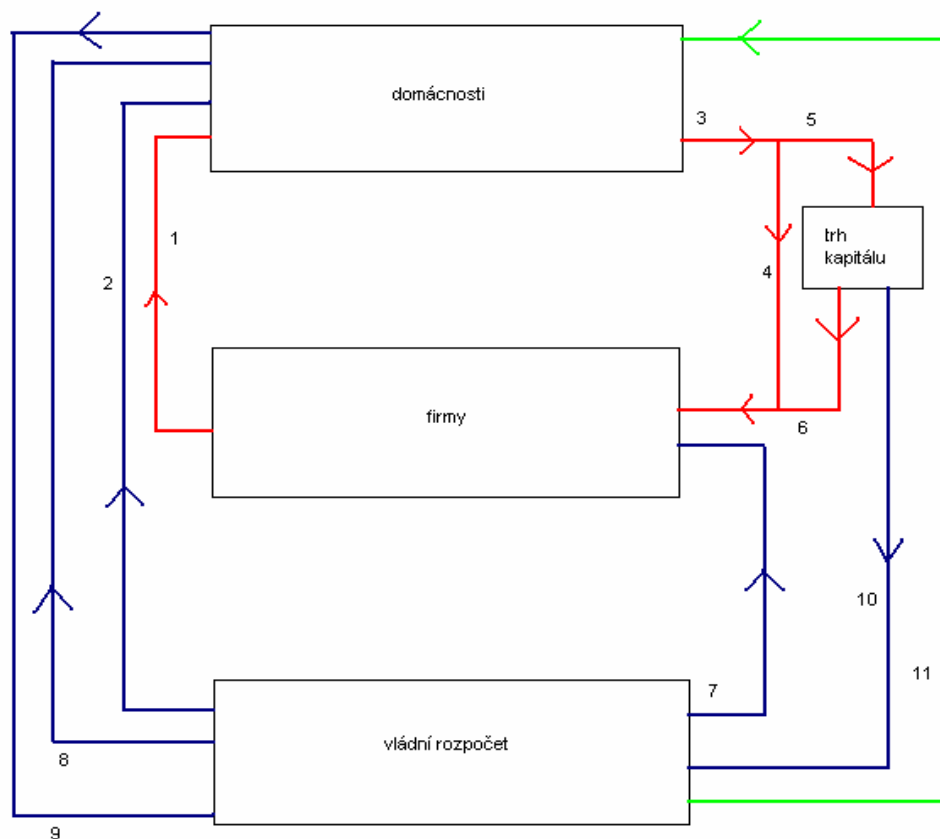 domácnosti
3
5
1
trh
kapitálu
2
4
firmy
6
10
11
7
vládní rozpočet
8
9